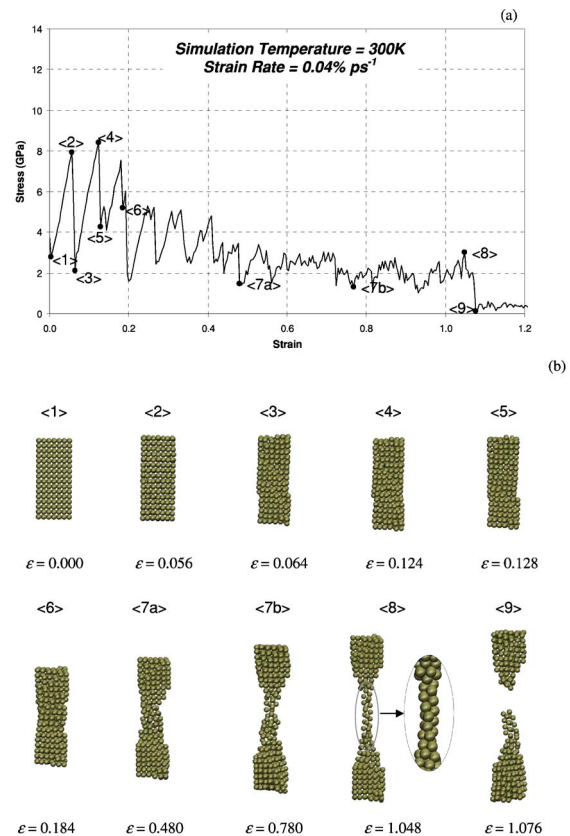 (a)
Simulation Temperature = 300K
Strain Rate = 0.04% ps⁻¹
Stress (GPa)
14
12
10
8
6
4
2
0
<1>
<2>
<3>
<4>
<5>
<6>
<7a>
<7b>
<8>
<9>
0.0 0.2 0.4 0.6 0.8 1.0 1.2
Strain
(b)
<1> <2> <3> <4> <5>
ε = 0.000 ε = 0.056 ε = 0.064 ε = 0.124 ε = 0.128
<6> <7a> <7b> <8> <9>
ε = 0.184 ε = 0.480 ε = 0.780 ε = 1.048 ε = 1.076